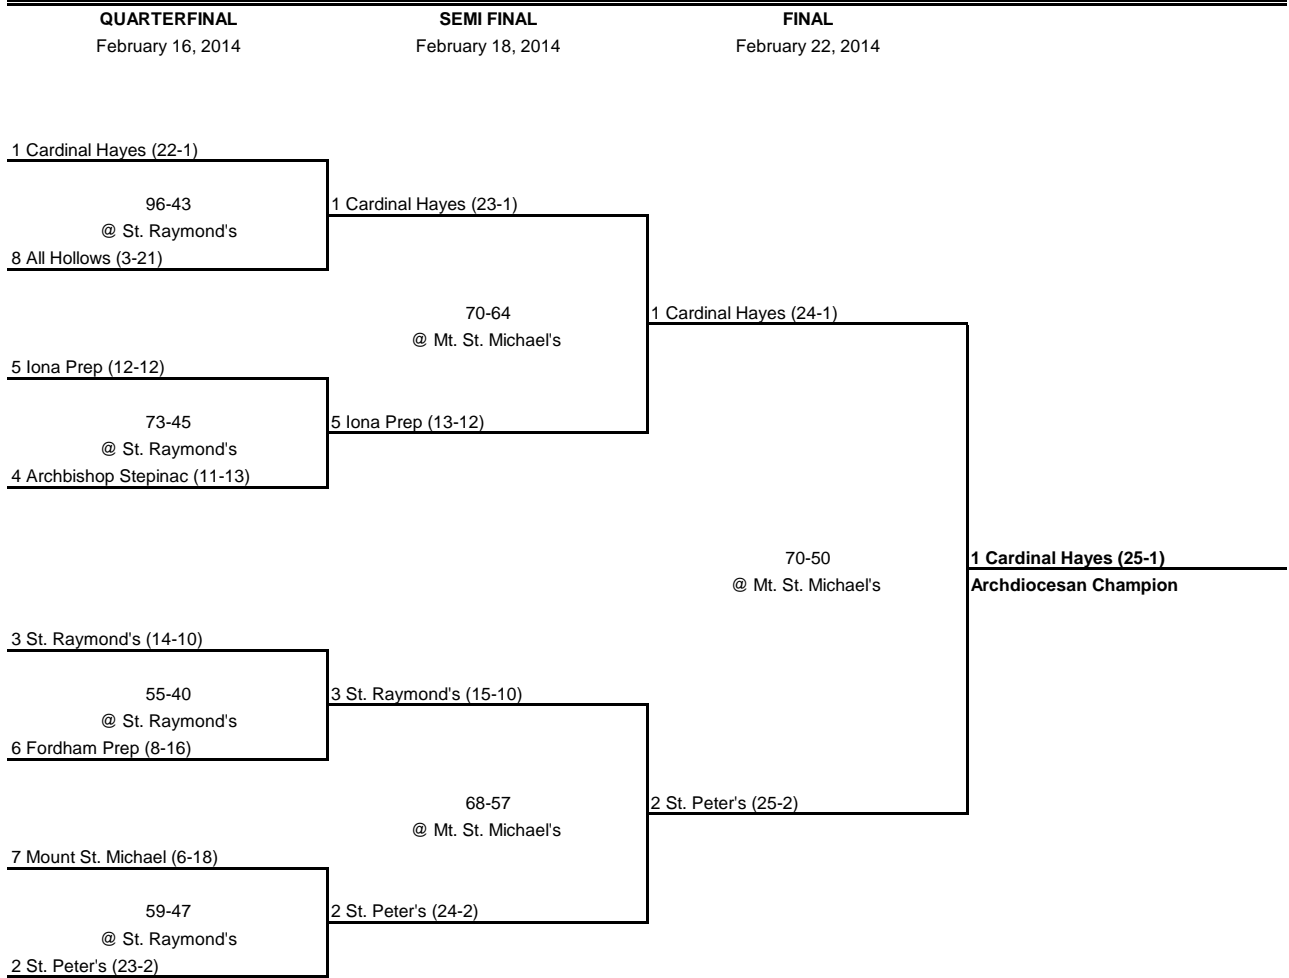 QUARTERFINAL SEMI FINAL FINAL
February 16, 2014 February 18, 2014 February 22, 2014
1 Cardinal Hayes (22-1)
96-43 1 Cardinal Hayes (23-1)
@ St. Raymond's
8 All Hollows (3-21)
70-64 1 Cardinal Hayes (24-1)
@ Mt. St. Michael's
5 Iona Prep (12-12)
73-45 5 Iona Prep (13-12)
@ St. Raymond's
4 Archbishop Stepinac (11-13)
70-50 1 Cardinal Hayes (25-1)
@ Mt. St. Michael's Archdiocesan Champion
3 St. Raymond's (14-10)
55-40 3 St. Raymond's (15-10)
@ St. Raymond's
6 Fordham Prep (8-16)
68-57 2 St. Peter's (25-2)
@ Mt. St. Michael's
7 Mount St. Michael (6-18)
59-47 2 St. Peter's (24-2)
@ St. Raymond's
2 St. Peter's (23-2)